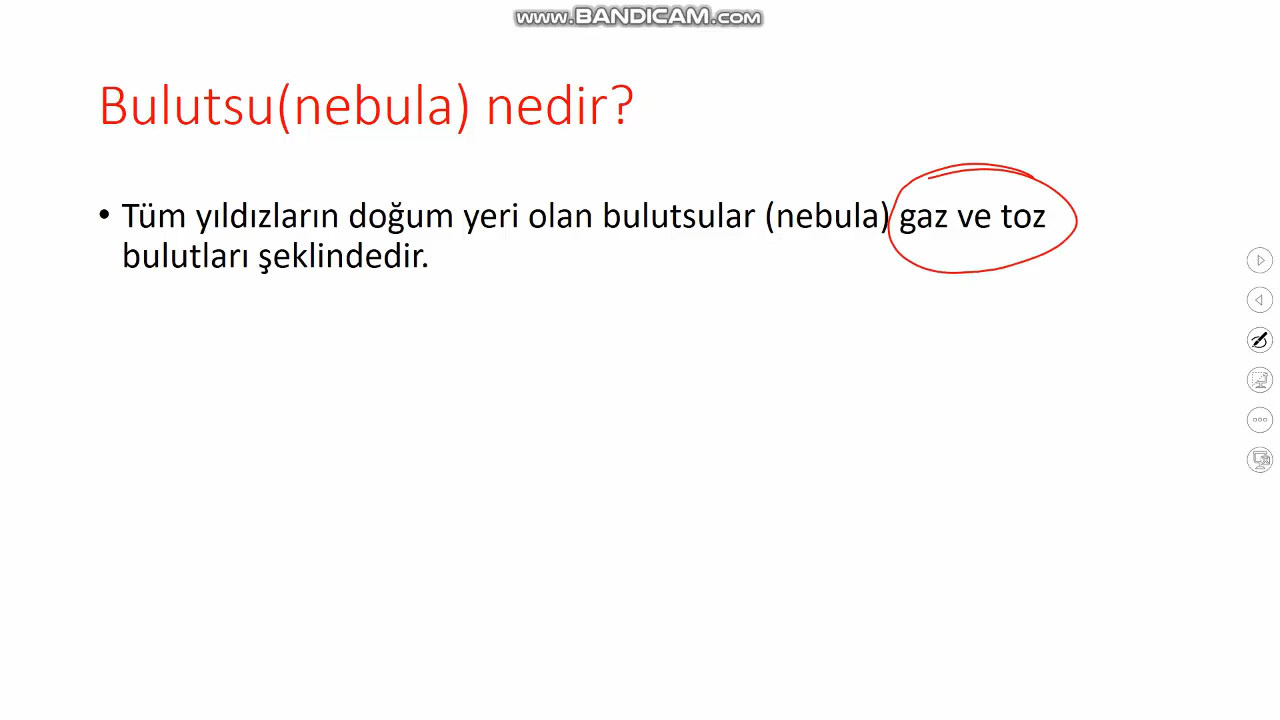 www.BANDICAM.com
Bulutsu(nebula) nedir?
• Tüm yıldızların doğum yeri olan bulutsular (nebula) gaz ve toz
bulutları şeklindedir.